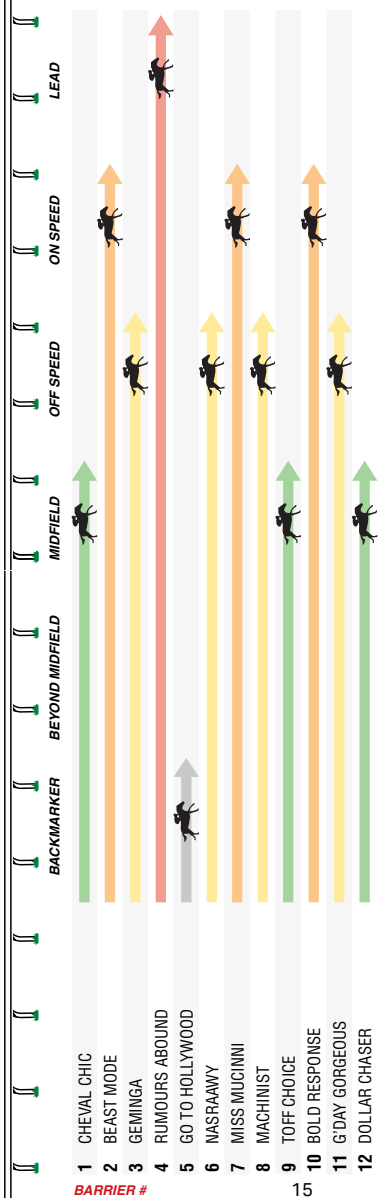 BACKMARKER BEYOND MIDFIELD MIDFIELD OFF SPEED ON SPEED LEAD
1 CHEVAL CHIC
2 BEAST MODE
3 GEMINGA
4 RUMOURS ABOUND
5 GO TO HOLLYWOOD
6 NASRAAWY
7 MISS MUCINNI
8 MACHINIST
9 TOFF CHOICE
10 BOLD RESPONSE
11 G'DAY GORGEOUS
12 DOLLAR CHASER
BARRIER #
15